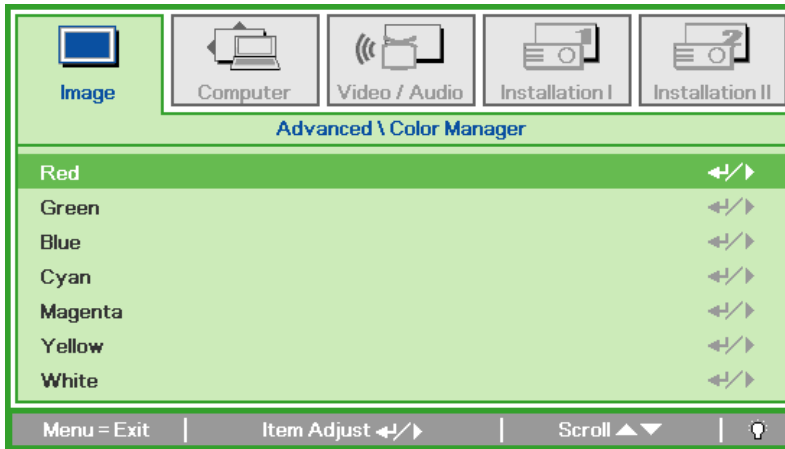 Image
Computer
Video / Audio
Installation I
Installation II
Advanced \ Color Manager
Red
Green
Blue
Cyan
Magenta
Yellow
White
Menu = Exit
Item Adjust
Scroll